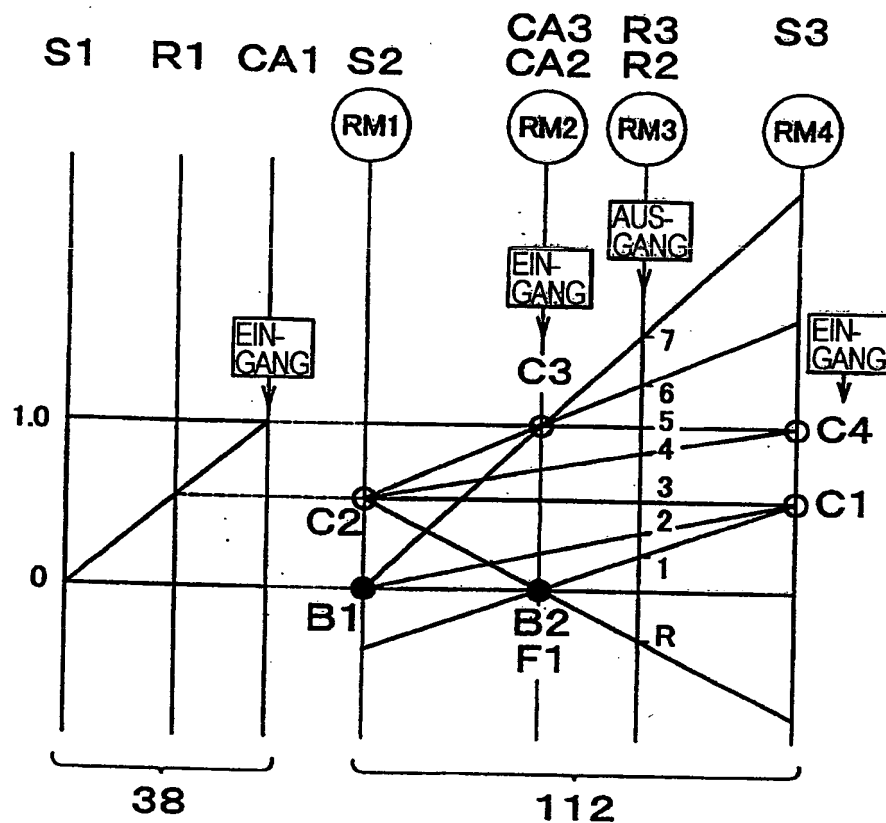 S1 R1 CA1 S2 CA3 R3 S3
CA2 R2
RM1 RM2 RM3 RM4
AUS-
GANG
EIN-
GANG
EIN-
GANG
EIN-
GANG
7
C3
6
1.0
5
C4
4
3
C2
C1
2
0
1
B1
B2
R
F1
38
112